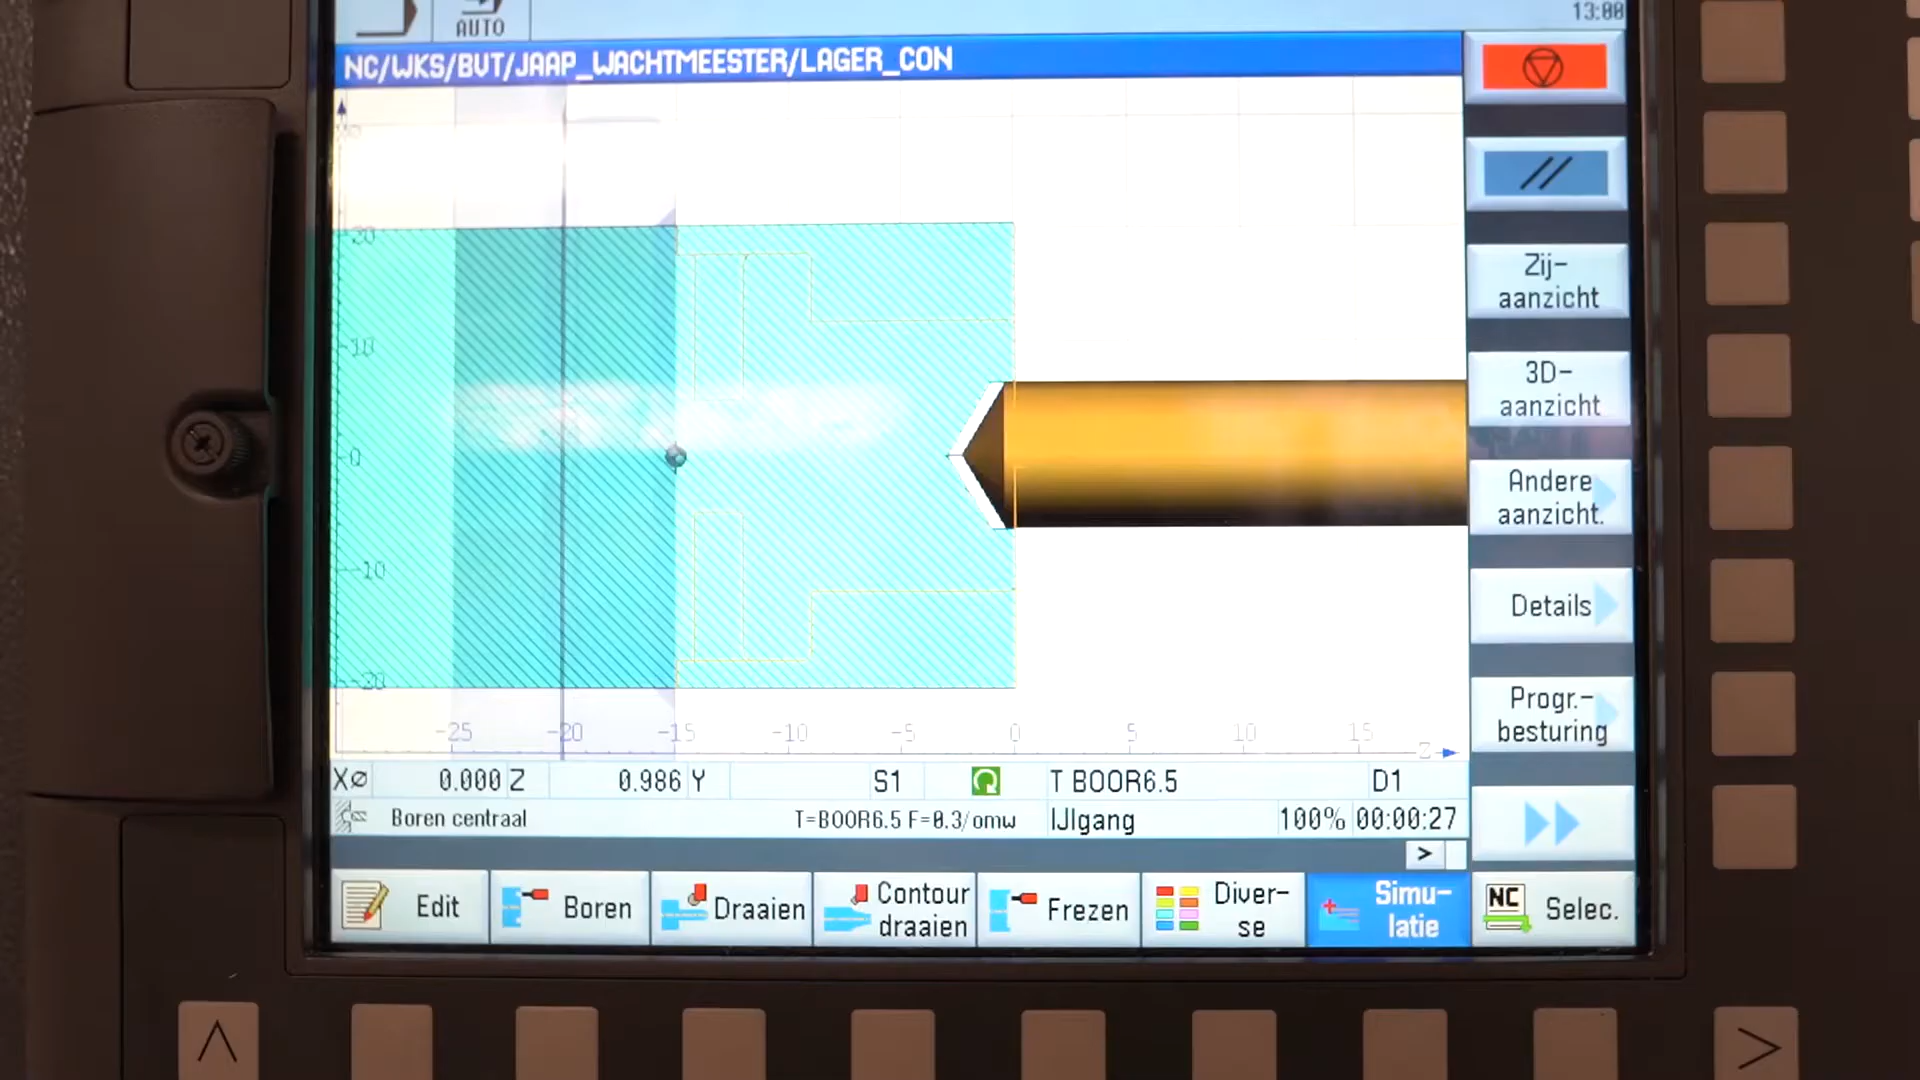 13:00
AUTO
NC/WKS/BVT/JAAP_WACHTMEESTER/LAGER_CON
Zij-
aanzicht
3D-
aanzicht
Andere
aanzicht.
Details
Progr.-
besturing
10
0
-10
-20
-25 -20 -15 -10 -5 0 5 10 15 Z
XØ 0.000 Z 0.986 Y S1 T BOOR6.5 D1
Boren centraal T=BOOR6.5 F=0.3/omw IJlgang 100% 00:00:27
>
Edit
Boren
Draaien
Contour
draaien
Frezen
Diver-
se
Simu-
latie
NC
Selec.